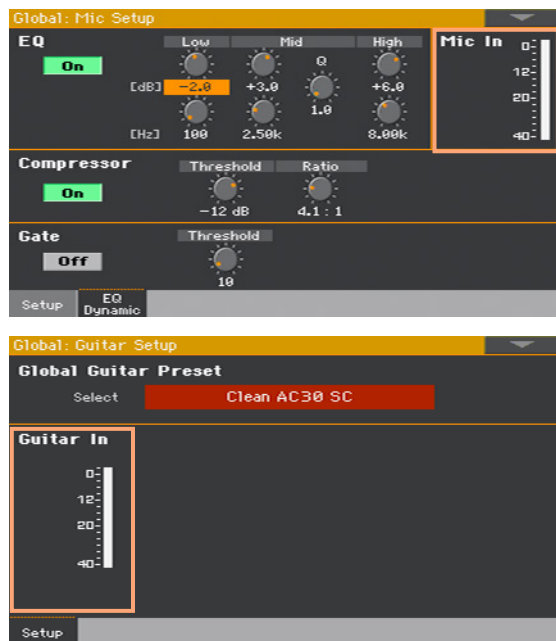 Global: Mic Setup
EQ
On
Low Mid High
Q
[dB] -2.0 +3.0 +6.0
1.0
[Hz] 100 2.50k 8.00k
Mic In
0
12
20
40
Compressor
On
Threshold Ratio
-12 dB 4.1 : 1
Gate
Off
Threshold
10
Setup EQ Dynamic
Global: Guitar Setup
Global Guitar Preset
Select Clean AC30 SC
Guitar In
0
12
20
40
Setup